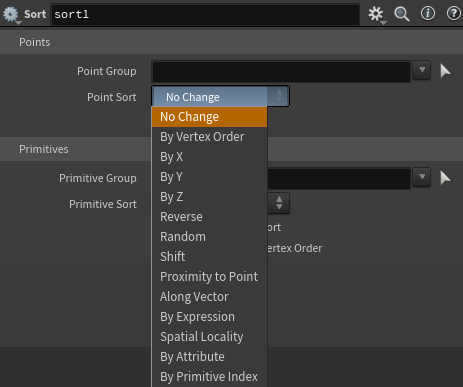 Sort sort1
Points
Point Group
Point Sort No Change
No Change
By Vertex Order
By X
By Y
By Z
Reverse
Random
Shift
Proximity to Point
Along Vector
By Expression
Spatial Locality
By Attribute
By Primitive Index
Primitives
Primitive Group
Primitive Sort
ort
ertex Order